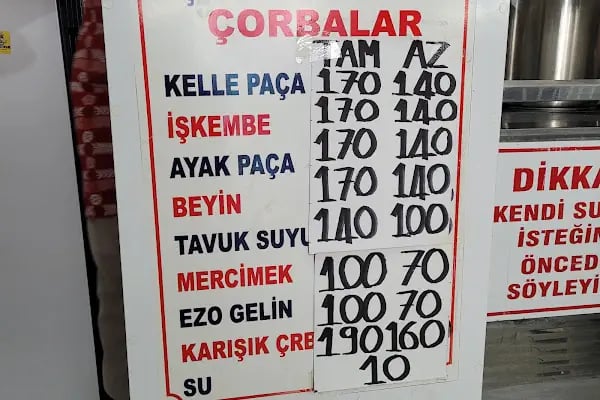 ÇORBALAR
TAM AZ
KELLE PAÇA 170 140
İŞKEMBE 170 140
AYAK PAÇA 170 140
BEYİN 170 140
TAVUK SUYU 140 100
MERCİMEK 100 70
EZO GELİN 100 70
KARIŞIK ÇRB 190 160
SU 10
DİKKA
KENDİ SU
İSTEĞİN
ÖNCED
SÖYLEYİ